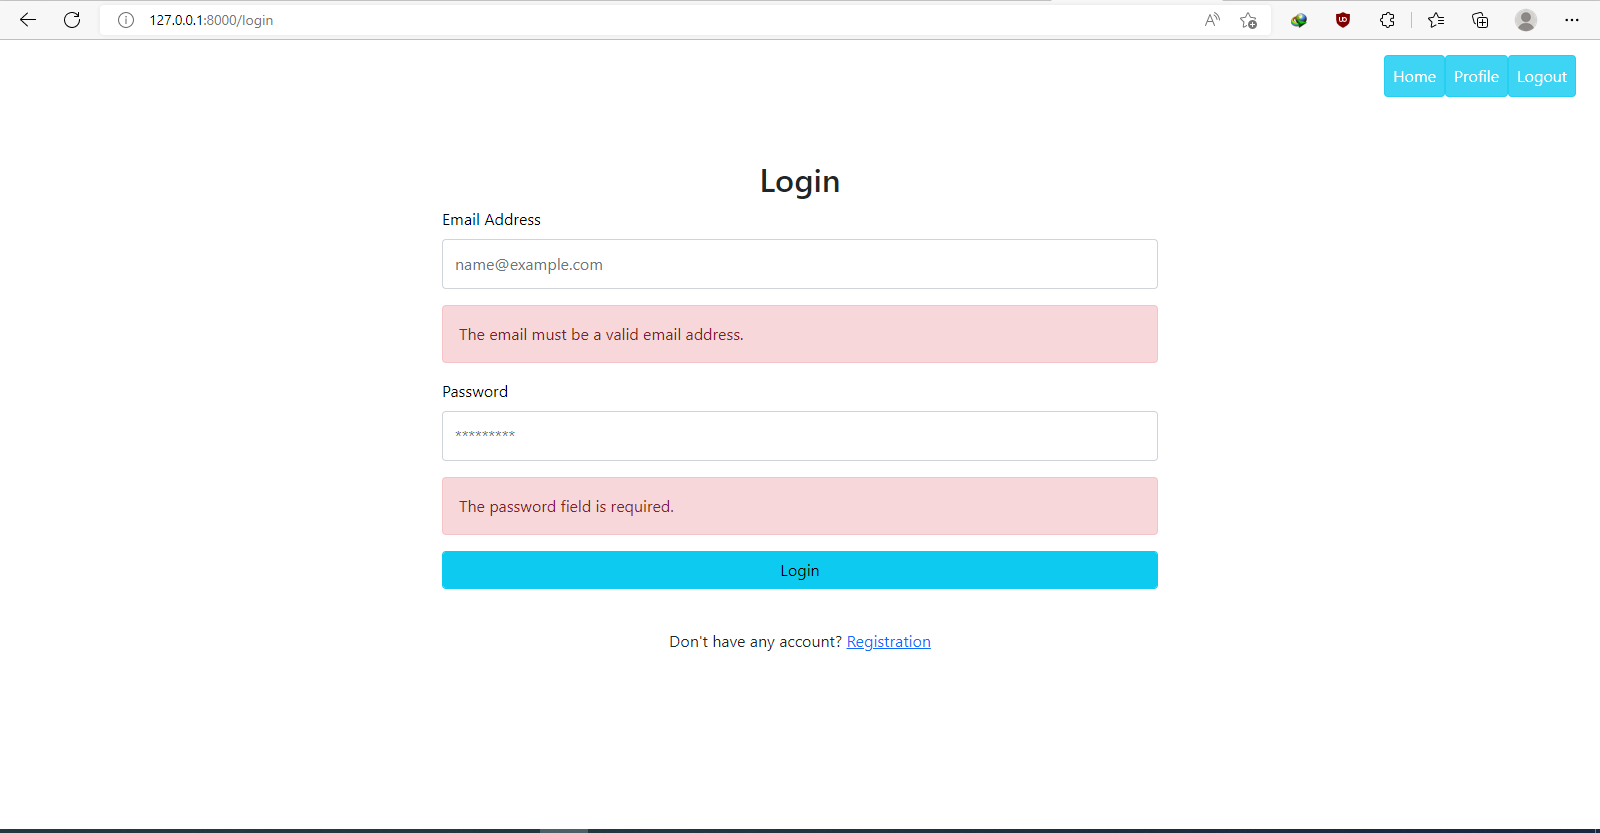 127.0.0.1:8000/login
Home Profile Logout
Login
Email Address
name@example.com
The email must be a valid email address.
Password
*********
The password field is required.
Login
Don't have any account? Registration